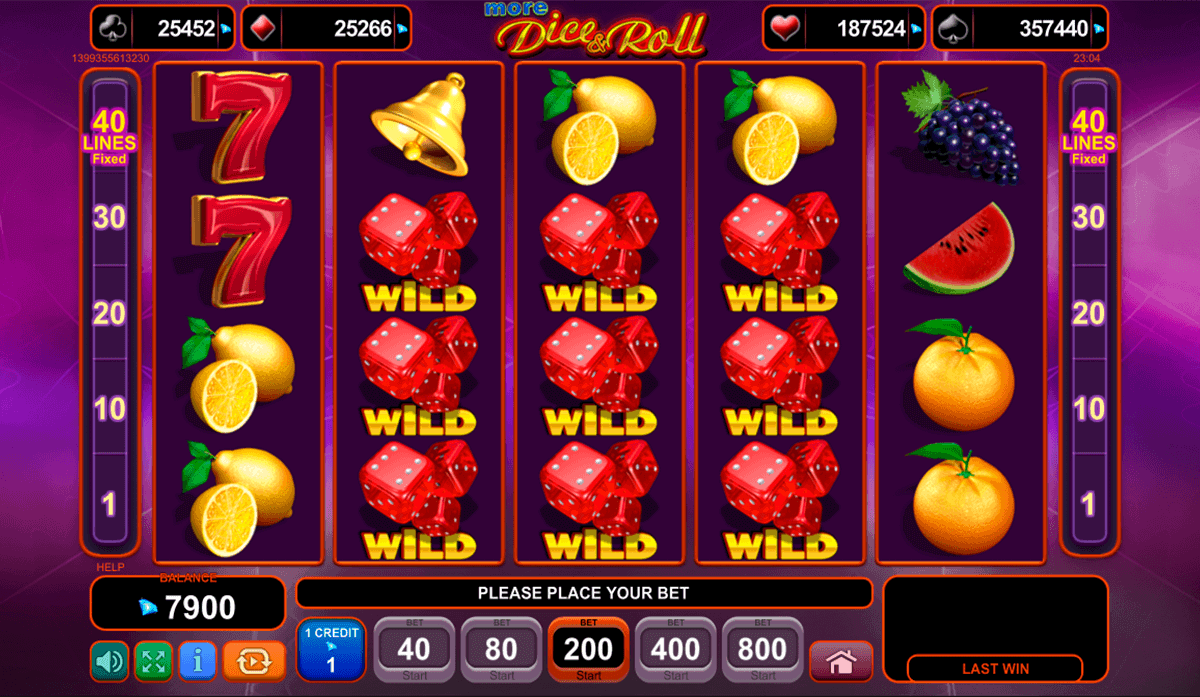 more
Dice & Roll
25452
25266
187524
357440
1399355613230
23:04
40
LINES
Fixed
30
20
10
1
7
7
WILD WILD WILD
WILD WILD WILD
WILD WILD WILD
40
LINES
Fixed
30
20
10
1
HELP
BALANCE
7900
PLEASE PLACE YOUR BET
1 CREDIT
1
BET
40
Start
BET
80
Start
BET
200
Start
BET
400
Start
BET
800
Start
i
LAST WIN